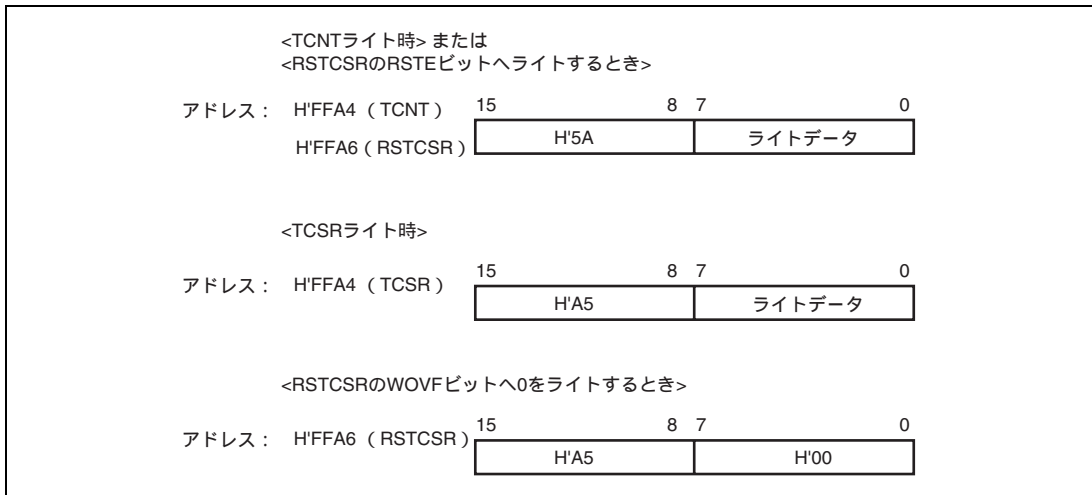 <TCNTライト時> または
<RSTCSRのRSTEビットへライトするとき>
アドレス： H'FFA4 （TCNT） 15 8 7 0
H'FFA6（RSTCSR） H'5A ライトデータ
<TCSRライト時>
アドレス： H'FFA4 （TCSR） 15 8 7 0
H'A5 ライトデータ
<RSTCSRのWOVFビットへ0をライトするとき>
アドレス： H'FFA6 （RSTCSR） 15 8 7 0
H'A5 H'00